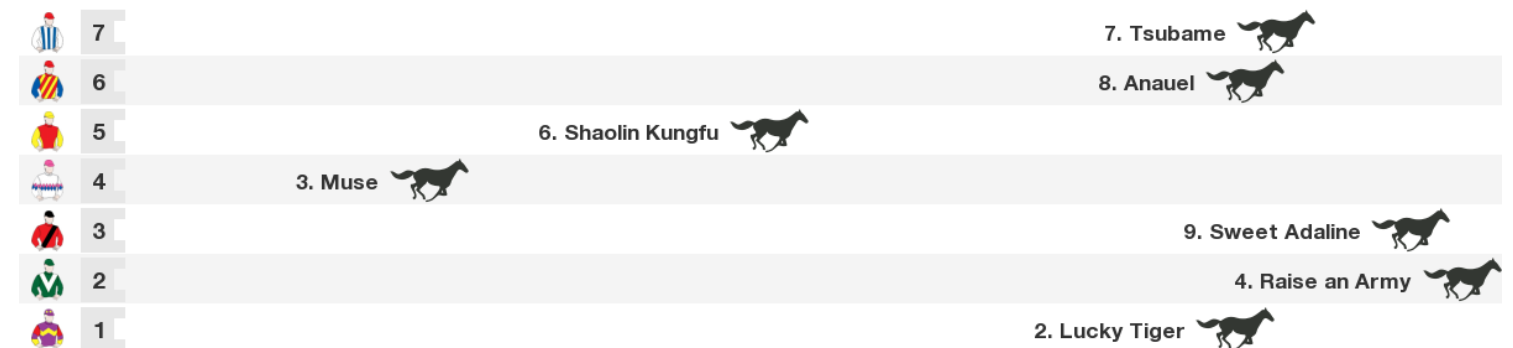 7 7. Tsubame
6 8. Anauel
5 6. Shaolin Kungfu
4 3. Muse
3 9. Sweet Adaline
2 4. Raise an Army
1 2. Lucky Tiger